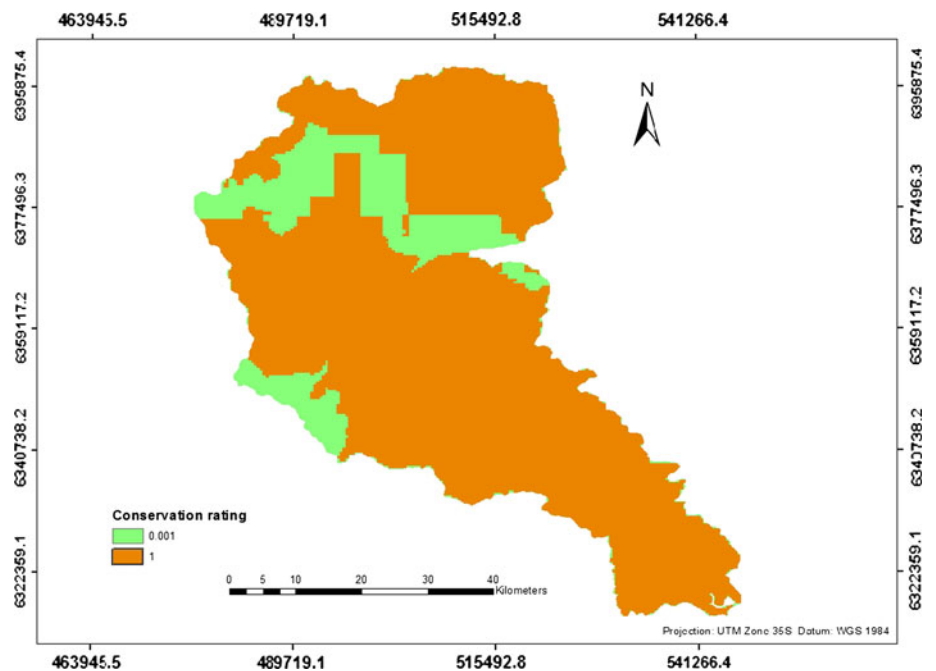 463945.5 489719.1 515492.8 541266.4
6395875.4 6395875.4
N
6377496.3 6377496.3
6359117.2 6359117.2
6340738.2 6340738.2
Conservation rating
0.001
1
6322359.1 6322359.1
0 5 10 20 30 40
Kilometers
Projection: UTM Zone 35S Datum: WGS 1984
463945.5 489719.1 515492.8 541266.4